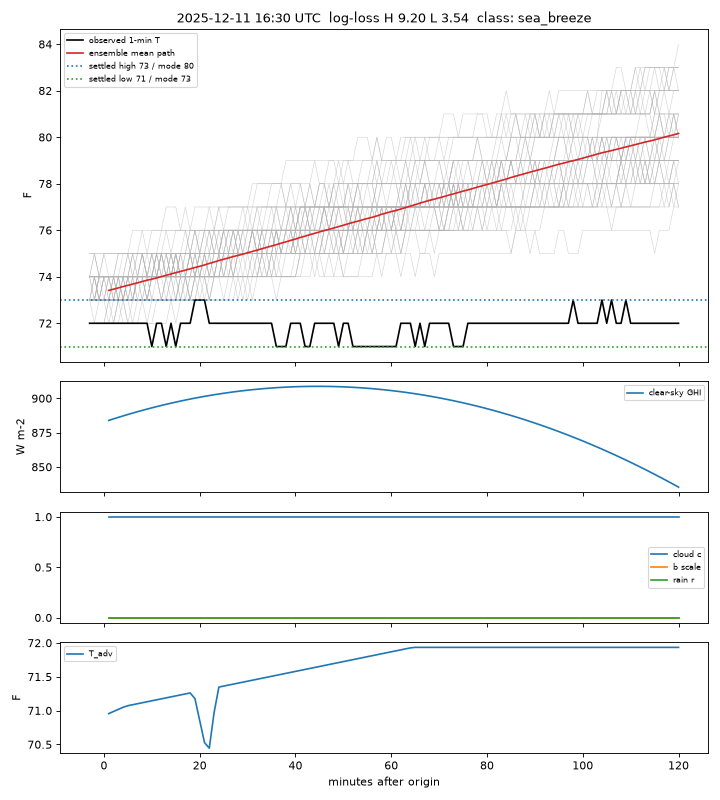 2025-12-11 16:30 UTC  log-loss H 9.20 L 3.54  class: sea_breeze
observed 1-min T
ensemble mean path
settled high 73 / mode 80
settled low 71 / mode 73
84
82
80
78
76
74
72
F
clear-sky GHI
900
875
850
W m-2
1.0
0.5
0.0
cloud c
b scale
rain r
T_adv
72.0
71.5
71.0
70.5
F
0
20
40
60
80
100
120
minutes after origin